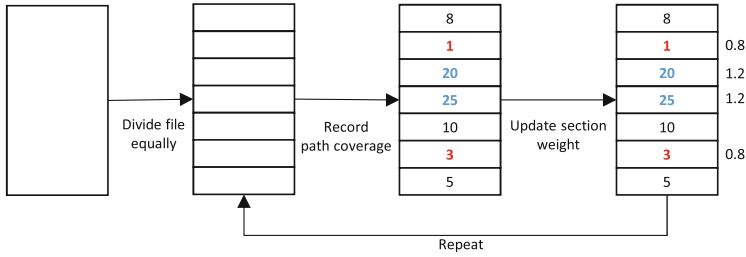 Divide file
equally
Record
path coverage
8
1
20
25
10
3
5
Update section
weight
8
1 0.8
20 1.2
25 1.2
10
3 0.8
5
Repeat